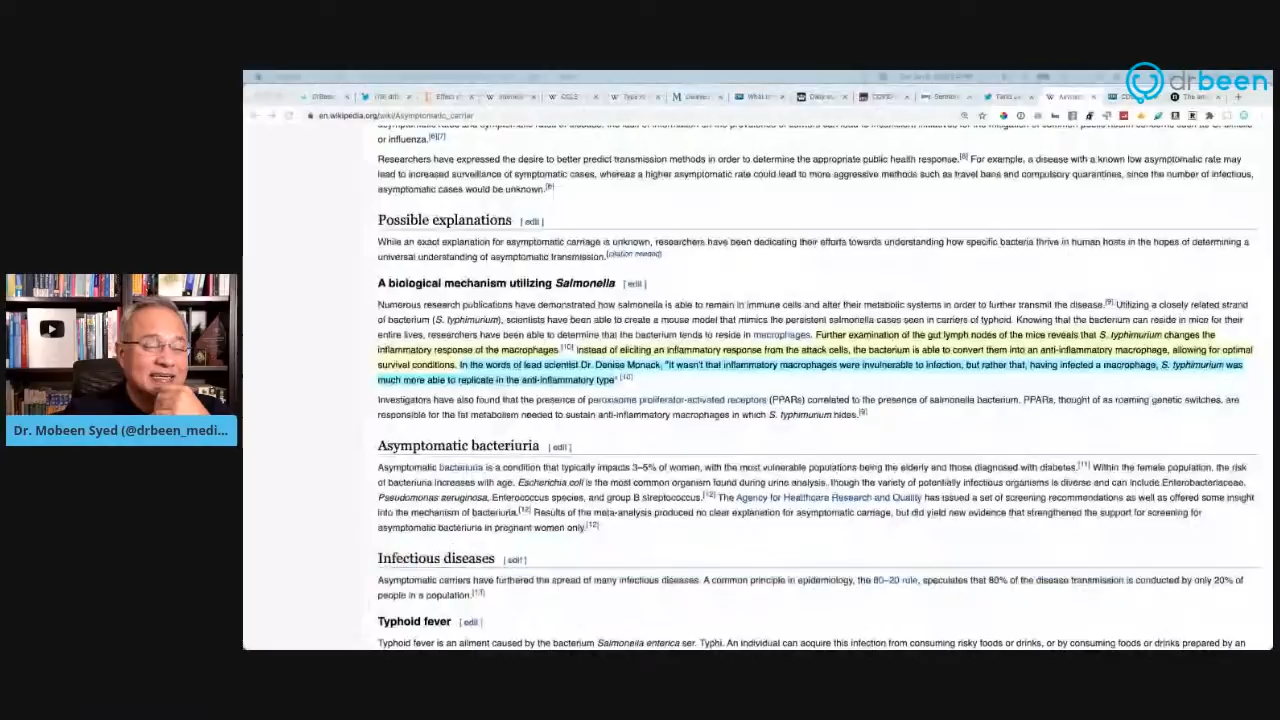 drbeen
en.wikipedia.org/wiki/Asymptomatic_carrier
or influenza.[6][7]
Researchers have expressed the desire to better predict transmission methods in order to determine the appropriate public health response.[8] For example, a disease with a known low asymptomatic rate may
lead to increased surveillance of symptomatic cases, whereas a higher asymptomatic rate could lead to more aggressive methods such as travel bans and compulsory quarantines, since the number of infectious,
asymptomatic cases would be unknown.[8]
Possible explanations [ edit ]
While an exact explanation for asymptomatic carriage is unknown, researchers have been dedicating their efforts towards understanding how specific bacteria thrive in human hosts in the hopes of determining a
universal understanding of asymptomatic transmission.[citation needed]
A biological mechanism utilizing Salmonella [ edit ]
Numerous research publications have demonstrated how salmonella is able to remain in immune cells and alter their metabolic systems in order to further transmit the disease.[9] Utilizing a closely related strand
of bacterium (S. typhimurium), scientists have been able to create a mouse model that mimics the persistent salmonella cases seen in carriers of typhoid. Knowing that the bacterium can reside in mice for their
entire lives, researchers have been able to determine that the bacterium tends to reside in macrophages. Further examination of the gut lymph nodes of the mice reveals that S. typhimurium changes the
inflammatory response of the macrophages.[10] Instead of eliciting an inflammatory response from the attack cells, the bacterium is able to convert them into an anti-inflammatory macrophage, allowing for optimal
survival conditions. In the words of lead scientist Dr. Denise Monack, "It wasn't that inflammatory macrophages were invulnerable to infection, but rather that, having infected a macrophage, S. typhimurium was
much more able to replicate in the anti-inflammatory type".[10]
Investigators have also found that the presence of peroxisome proliferator-activated receptors (PPARs) correlated to the presence of salmonella bacterium. PPARs, thought of as roaming genetic switches, are
responsible for the fat metabolism needed to sustain anti-inflammatory macrophages in which S. typhimurium hides.[9]
Dr. Mobeen Syed (@drbeen_medi...
Asymptomatic bacteriuria [ edit ]
Asymptomatic bacteriuria is a condition that typically impacts 3–5% of women, with the most vulnerable populations being the elderly and those diagnosed with diabetes.[11] Within the female population, the risk
of bacteriuria increases with age. Escherichia coli is the most common organism found during urine analysis, though the variety of potentially infectious organisms is diverse and can include Enterobacteriaceae,
Pseudomonas aeruginosa, Enterococcus species, and group B streptococcus.[12] The Agency for Healthcare Research and Quality has issued a set of screening recommendations as well as offered some insight
into the mechanism of bacteriuria.[12] Results of the meta-analysis produced no clear explanation for asymptomatic carriage, but did yield new evidence that strengthened the support for screening for
asymptomatic bacteriuria in pregnant women only.[12]
Infectious diseases [ edit ]
Asymptomatic carriers have furthered the spread of many infectious diseases. A common principle in epidemiology, the 80–20 rule, speculates that 80% of the disease transmission is conducted by only 20% of
people in a population.[13]
Typhoid fever [ edit ]
Typhoid fever is an ailment caused by the bacterium Salmonella enterica ser. Typhi. An individual can acquire this infection from consuming risky foods or drinks, or by consuming foods or drinks prepared by an